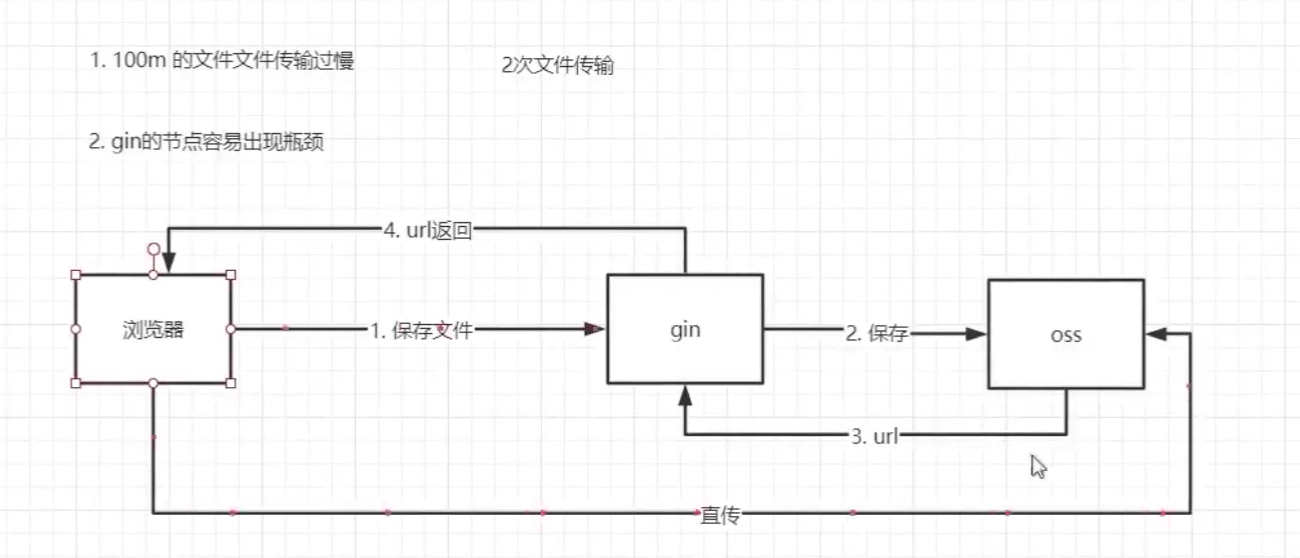 1. 100m 的文件文件传输过慢
2次文件传输
2. gin的节点容易出现瓶颈
4. url返回
浏览器
1. 保存文件
gin
2. 保存
oss
3. url
直传